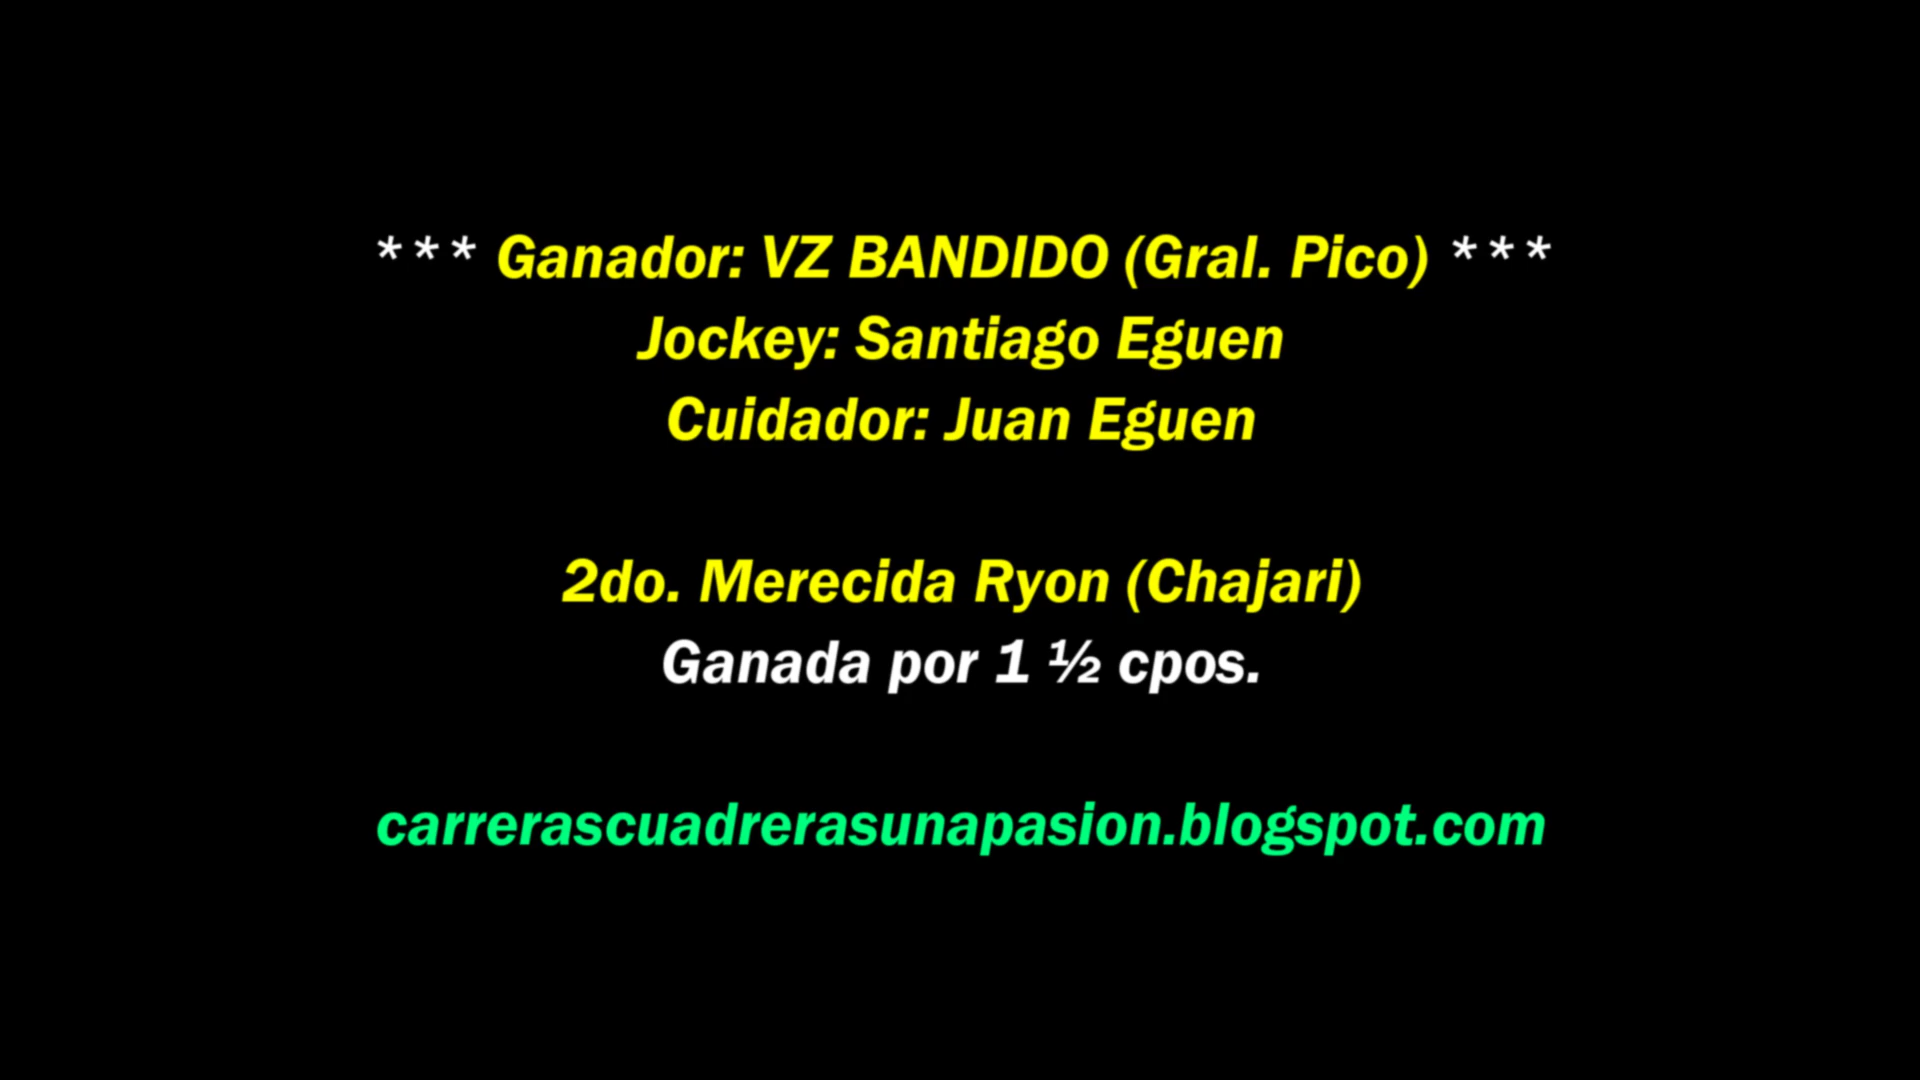 *** Ganador: VZ BANDIDO (Gral. Pico) ***
Jockey: Santiago Eguen
Cuidador: Juan Eguen
2do. Merecida Ryon (Chajari)
Ganada por 1 ½ cpos.
carrerascuadrerasunapasion.blogspot.com